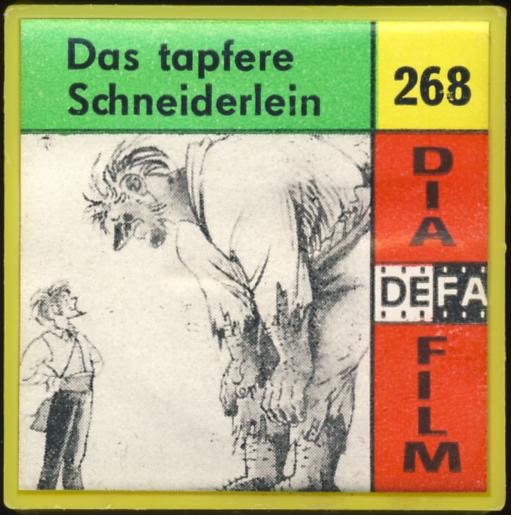 Das tapfere
Schneiderlein
268
DIA
DEFA
FILM